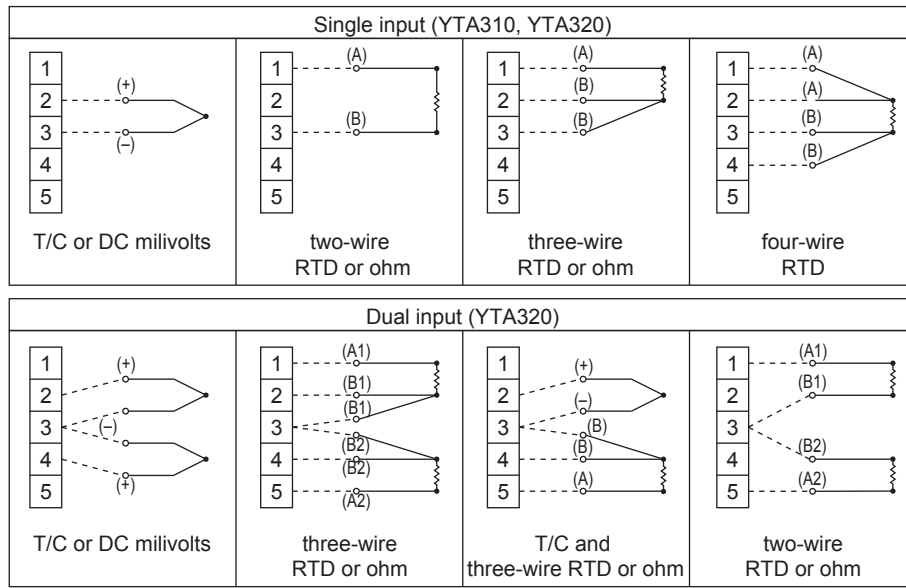 Single input (YTA310, YTA320)
1
2
3
4
5
(+)
(–)
T/C or DC milivolts
1
2
3
4
5
(A)
(B)
two-wire
RTD or ohm
1
2
3
4
5
(A)
(B)
(B)
three-wire
RTD or ohm
1
2
3
4
5
(A)
(A)
(B)
(B)
four-wire
RTD
Dual input (YTA320)
1
2
3
4
5
(+)
(–)
(+)
T/C or DC milivolts
1
2
3
4
5
(A1)
(B1)
(B1)
(B2)
(B2)
(A2)
three-wire
RTD or ohm
1
2
3
4
5
(+)
(–)
(B)
(B)
(A)
T/C and
three-wire RTD or ohm
1
2
3
4
5
(A1)
(B1)
(B2)
(A2)
two-wire
RTD or ohm